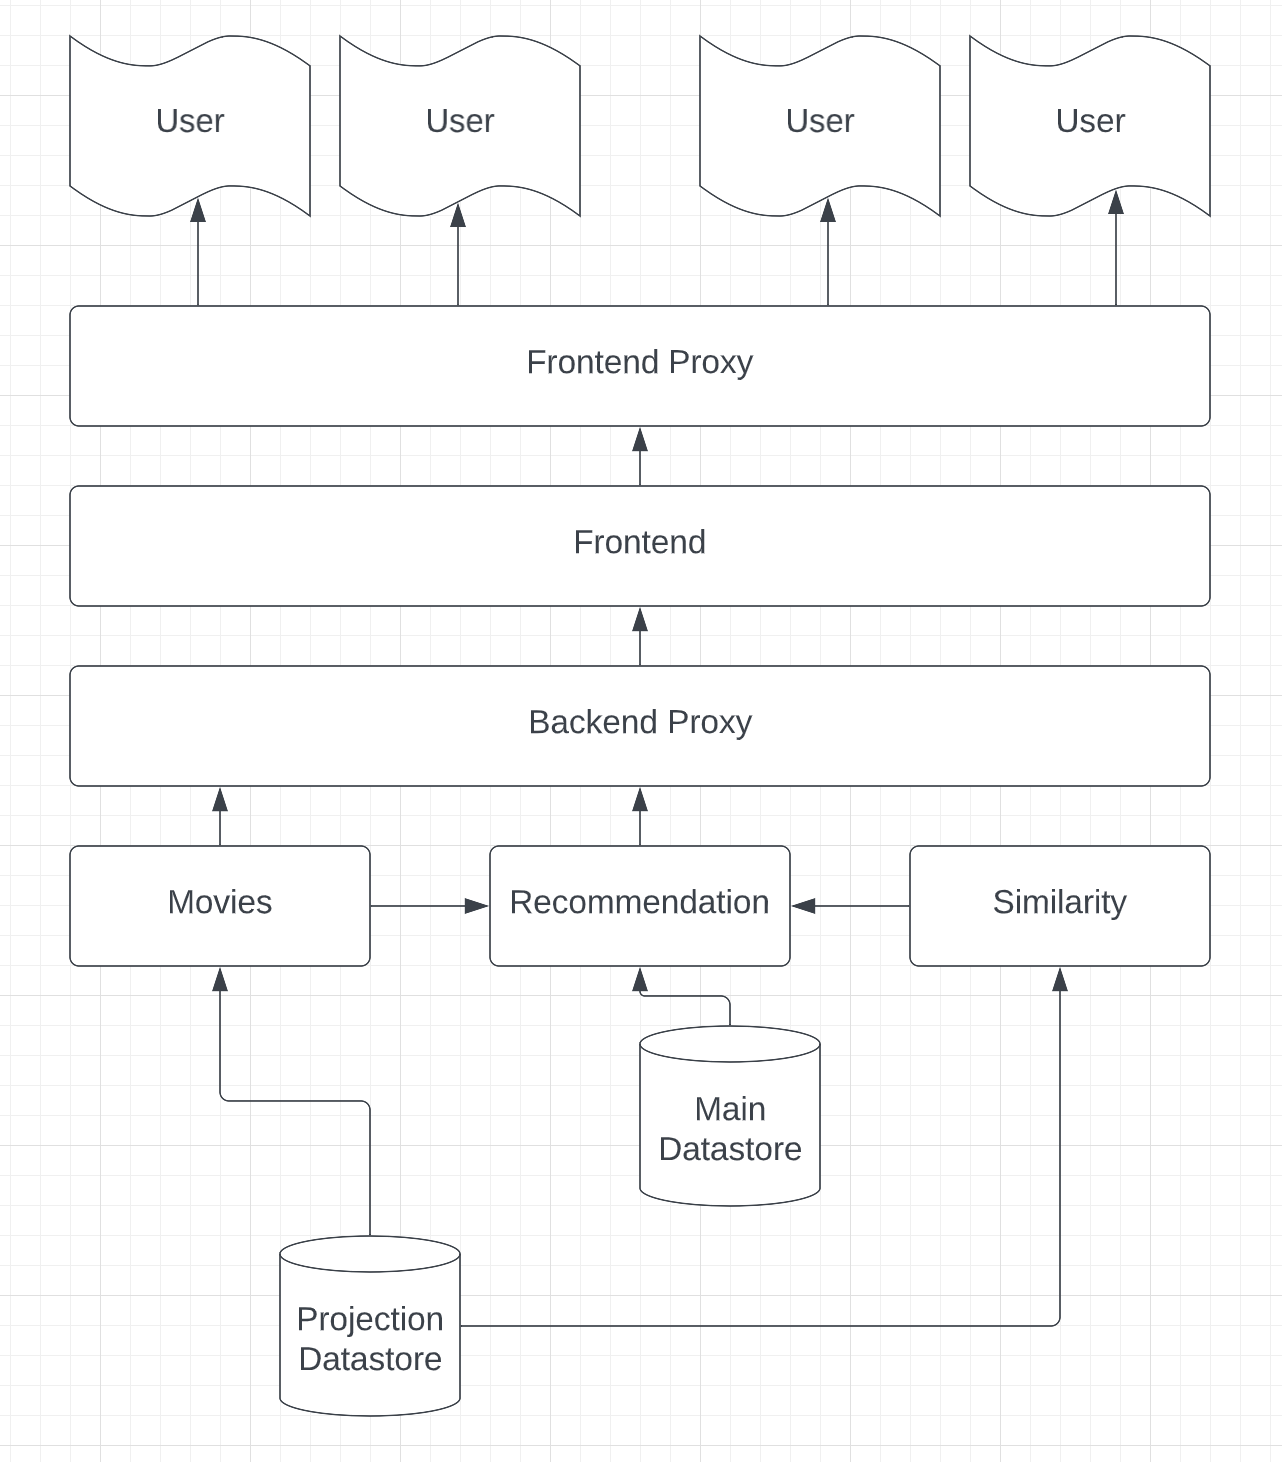 User
User
User
User
Frontend Proxy
Frontend
Backend Proxy
Movies
Recommendation
Similarity
Main
Datastore
Projection
Datastore